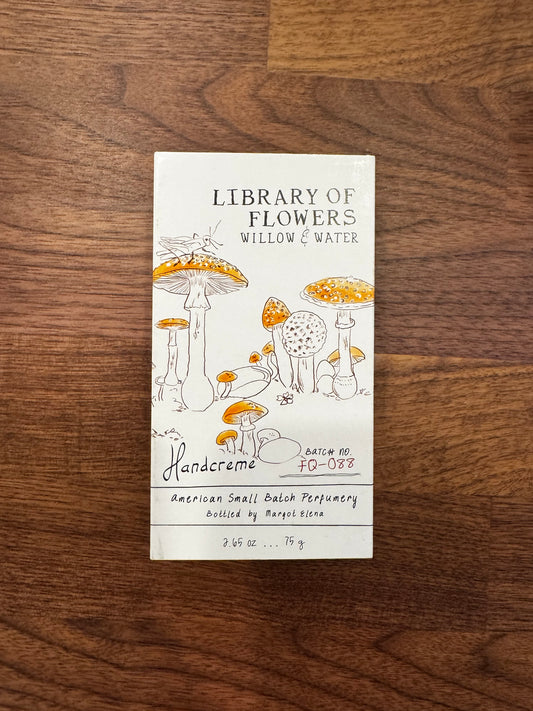 LIBRARY OF
FLOWERS
WILLOW & WATER
Handcreme
BATCH NO.
FQ-088
American Small Batch Perfumery
Bottled by Margot Elena
2.65 oz ... 75 g